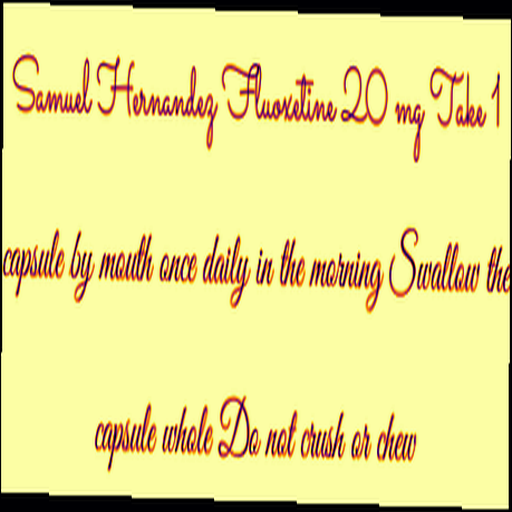 Samuel Hernandez Fluoxetine 20 mg Take 1
capsule by mouth once daily in the morning Swallow the
capsule whole Do not crush or chew